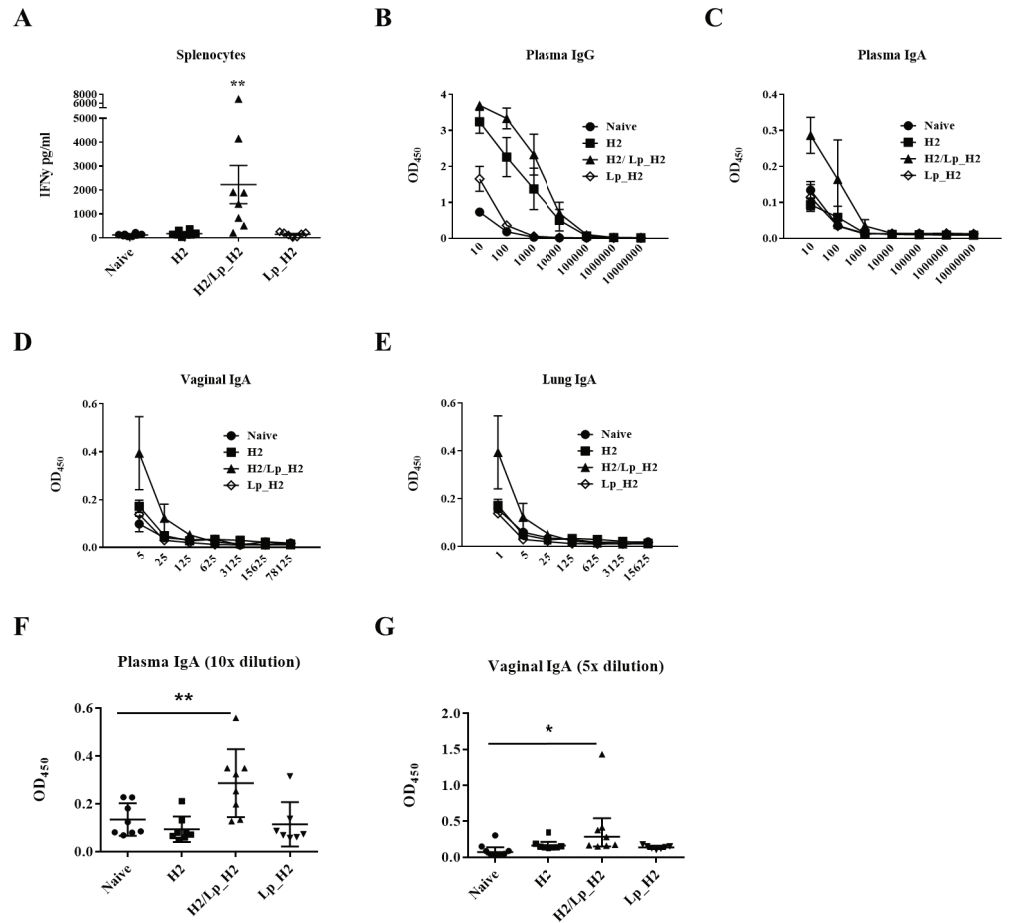 A
Splenocytes
**
8000
6000
5000
4000
3000
2000
1000
0
IFNγ pg/ml
Naive
H2
H2/Lp_H2
Lp_H2
B
Plasma IgG
4
3
2
1
0
OD450
Naive
H2
H2/ Lp_H2
Lp_H2
10
100
1000
10000
100000
1000000
10000000
C
Plasma IgA
0.4
0.3
0.2
0.1
0.0
OD450
Naive
H2
H2/Lp_H2
Lp_H2
10
100
1000
10000
100000
1000000
10000000
D
Vaginal IgA
0.6
0.4
0.2
0.0
OD450
Naive
H2
H2/Lp_H2
Lp_H2
5
25
125
625
3125
15625
78125
E
Lung IgA
0.6
0.4
0.2
0.0
OD450
Naive
H2
H2/Lp_H2
Lp_H2
1
5
25
125
625
3125
15625
F
Plasma IgA (10x dilution)
**
0.6
0.4
0.2
0.0
OD450
Naive
H2
H2/Lp_H2
Lp_H2
G
Vaginal IgA (5x dilution)
*
2.0
1.5
1.0
0.5
0.0
OD450
Naive
H2
H2/Lp_H2
Lp_H2